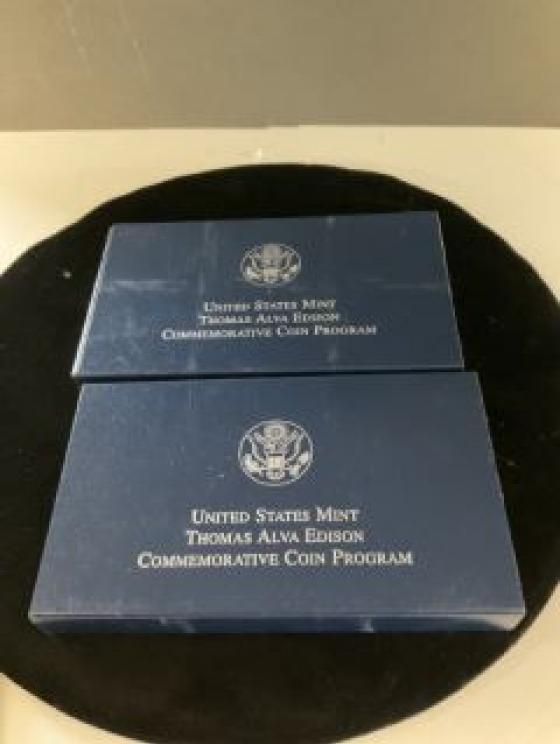 United States Mint
Thomas Alva Edison
Commemorative Coin Program
United States Mint
Thomas Alva Edison
Commemorative Coin Program